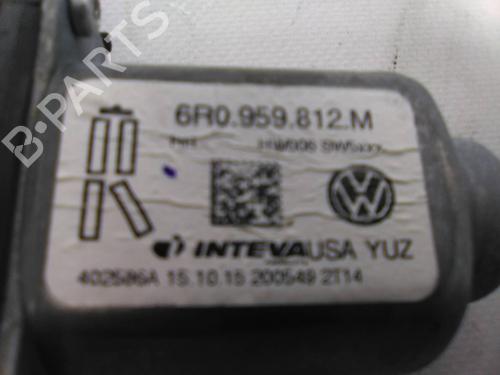 B-PARTS
6R0.959.812.M
INTEVA USA YUZ
402586A 15.10.15 200549 2T14